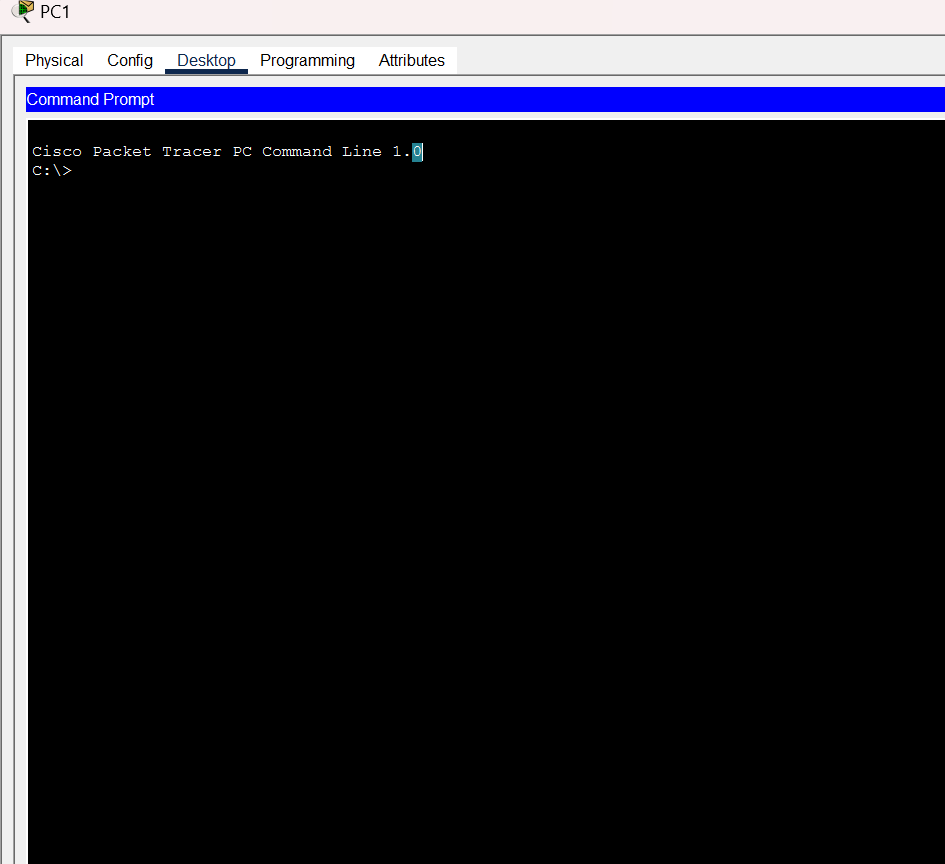 PC1
Physical Config Desktop Programming Attributes
Command Prompt
Cisco Packet Tracer PC Command Line 1.0
C:\>